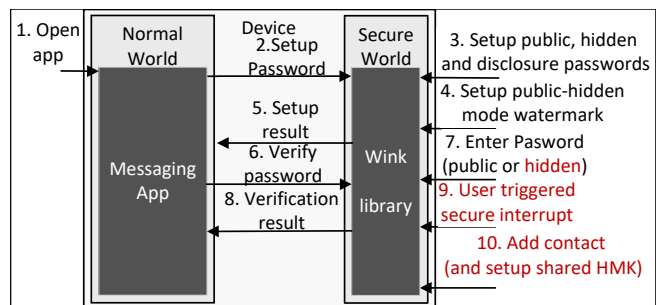 1. Open
app
Normal
World
Device
Secure
World
2.Setup
Password
3. Setup public, hidden
and disclosure passwords
4. Setup public-hidden
mode watermark
5. Setup
result
6. Verify
password
7. Enter Pasword
(public or hidden)
8. Verification
result
9. User triggered
secure interrupt
10. Add contact
(and setup shared HMK)
Messaging
App
Wink
library